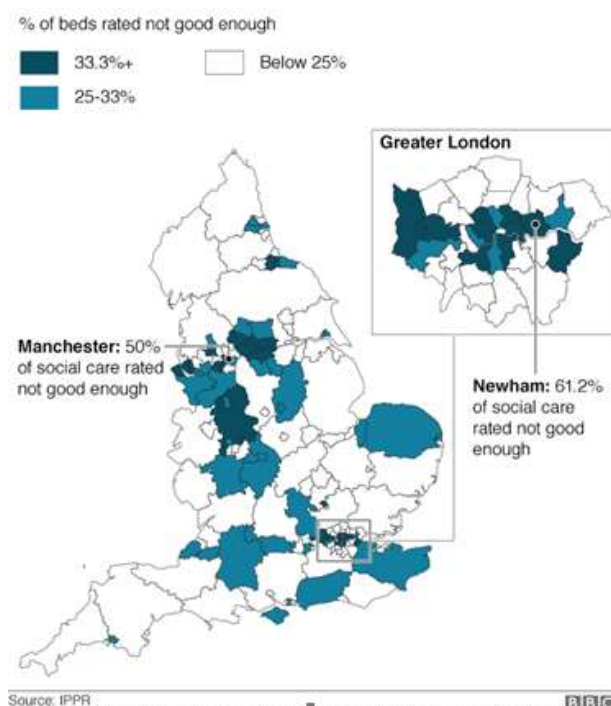 % of beds rated not good enough
33.3%+
Below 25%
25-33%
Greater London
Manchester: 50%
of social care rated
not good enough
Newham: 61.2%
of social care
rated not good
enough
Source: IPPR
BBC